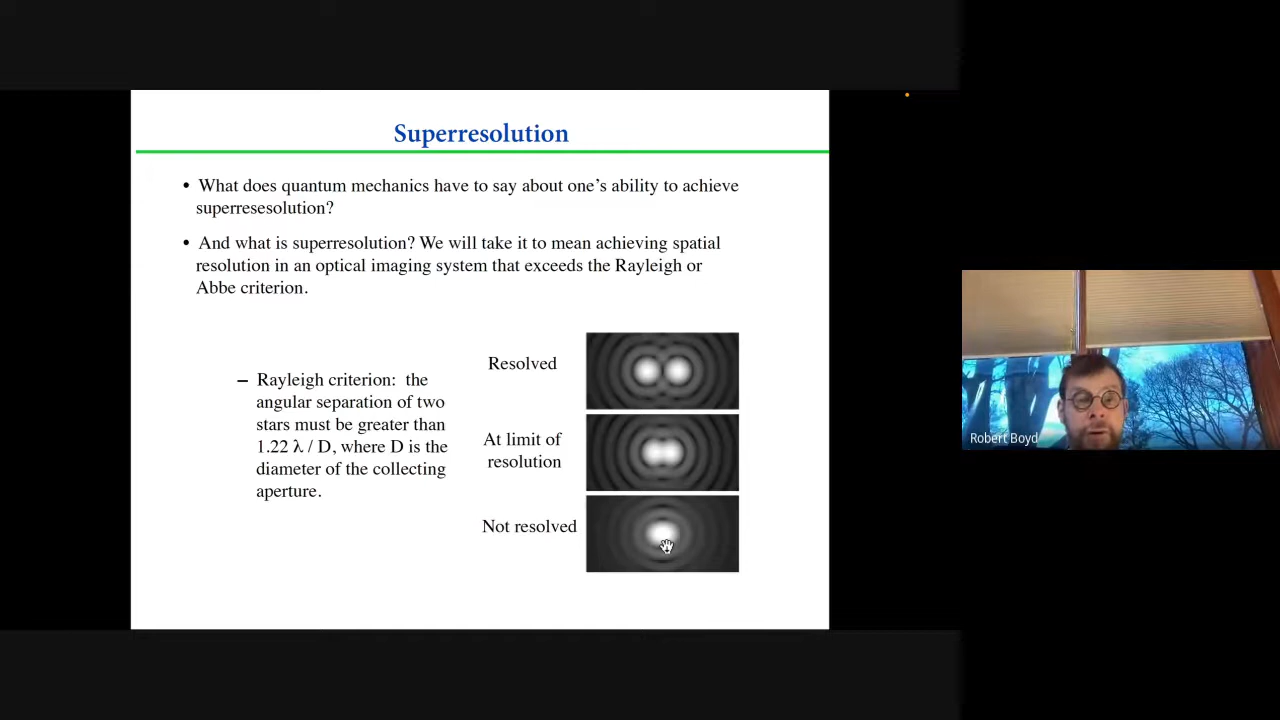 Superresolution
• What does quantum mechanics have to say about one’s ability to achieve
superresesolution?
• And what is superresolution? We will take it to mean achieving spatial
resolution in an optical imaging system that exceeds the Rayleigh or
Abbe criterion.
– Rayleigh criterion: the
angular separation of two
stars must be greater than
1.22 λ / D, where D is the
diameter of the collecting
aperture.
Resolved
At limit of
resolution
Not resolved
Robert Boyd